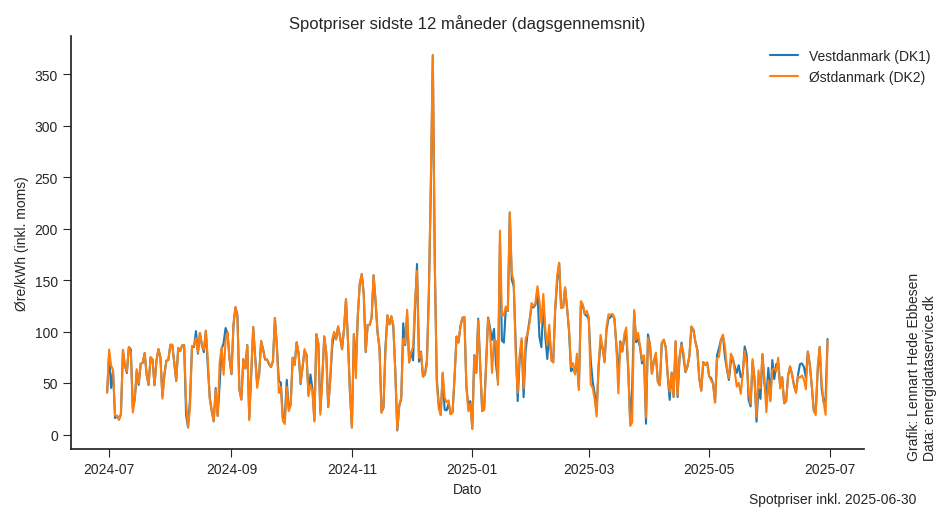 Spotpriser sidste 12 måneder (dagsgennemsnit)
Vestdanmark (DK1)
Østdanmark (DK2)
Øre/kWh (inkl. moms)
350
300
250
200
150
100
50
0
2024-07
2024-09
2024-11
2025-01
2025-03
2025-05
2025-07
Dato
Grafik: Lennart Hede Ebbesen
Data: energidataservice.dk
Spotpriser inkl. 2025-06-30